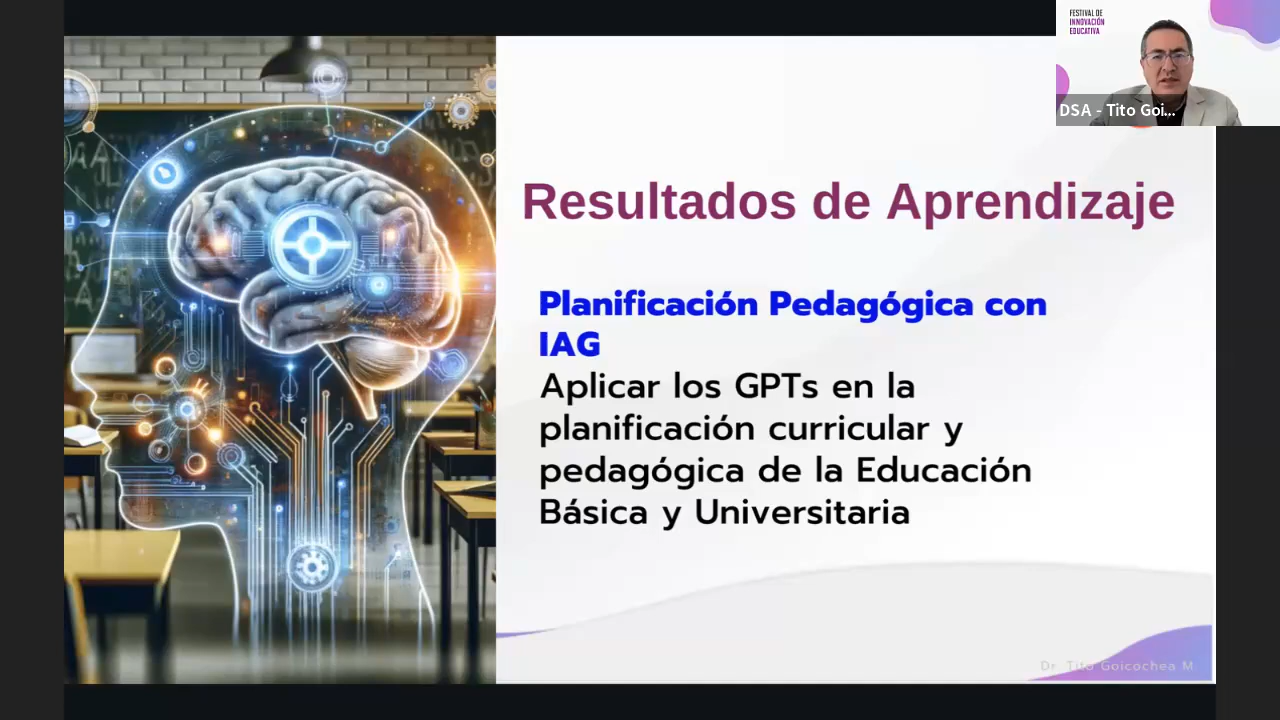 FESTIVAL DE
INNOVACIÓN
EDUCATIVA
DSA - Tito Goi...
Resultados de Aprendizaje
Planificación Pedagógica con
IAG
Aplicar los GPTs en la
planificación curricular y
pedagógica de la Educación
Básica y Universitaria
Dr. Tito Goicochea M